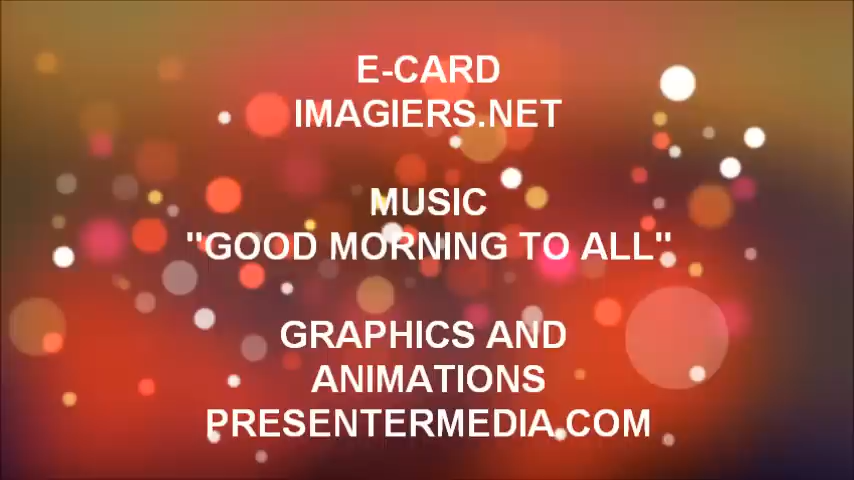 E-CARD
IMAGIERS.NET
MUSIC
"GOOD MORNING TO ALL"
GRAPHICS AND
ANIMATIONS
PRESENTERMEDIA.COM